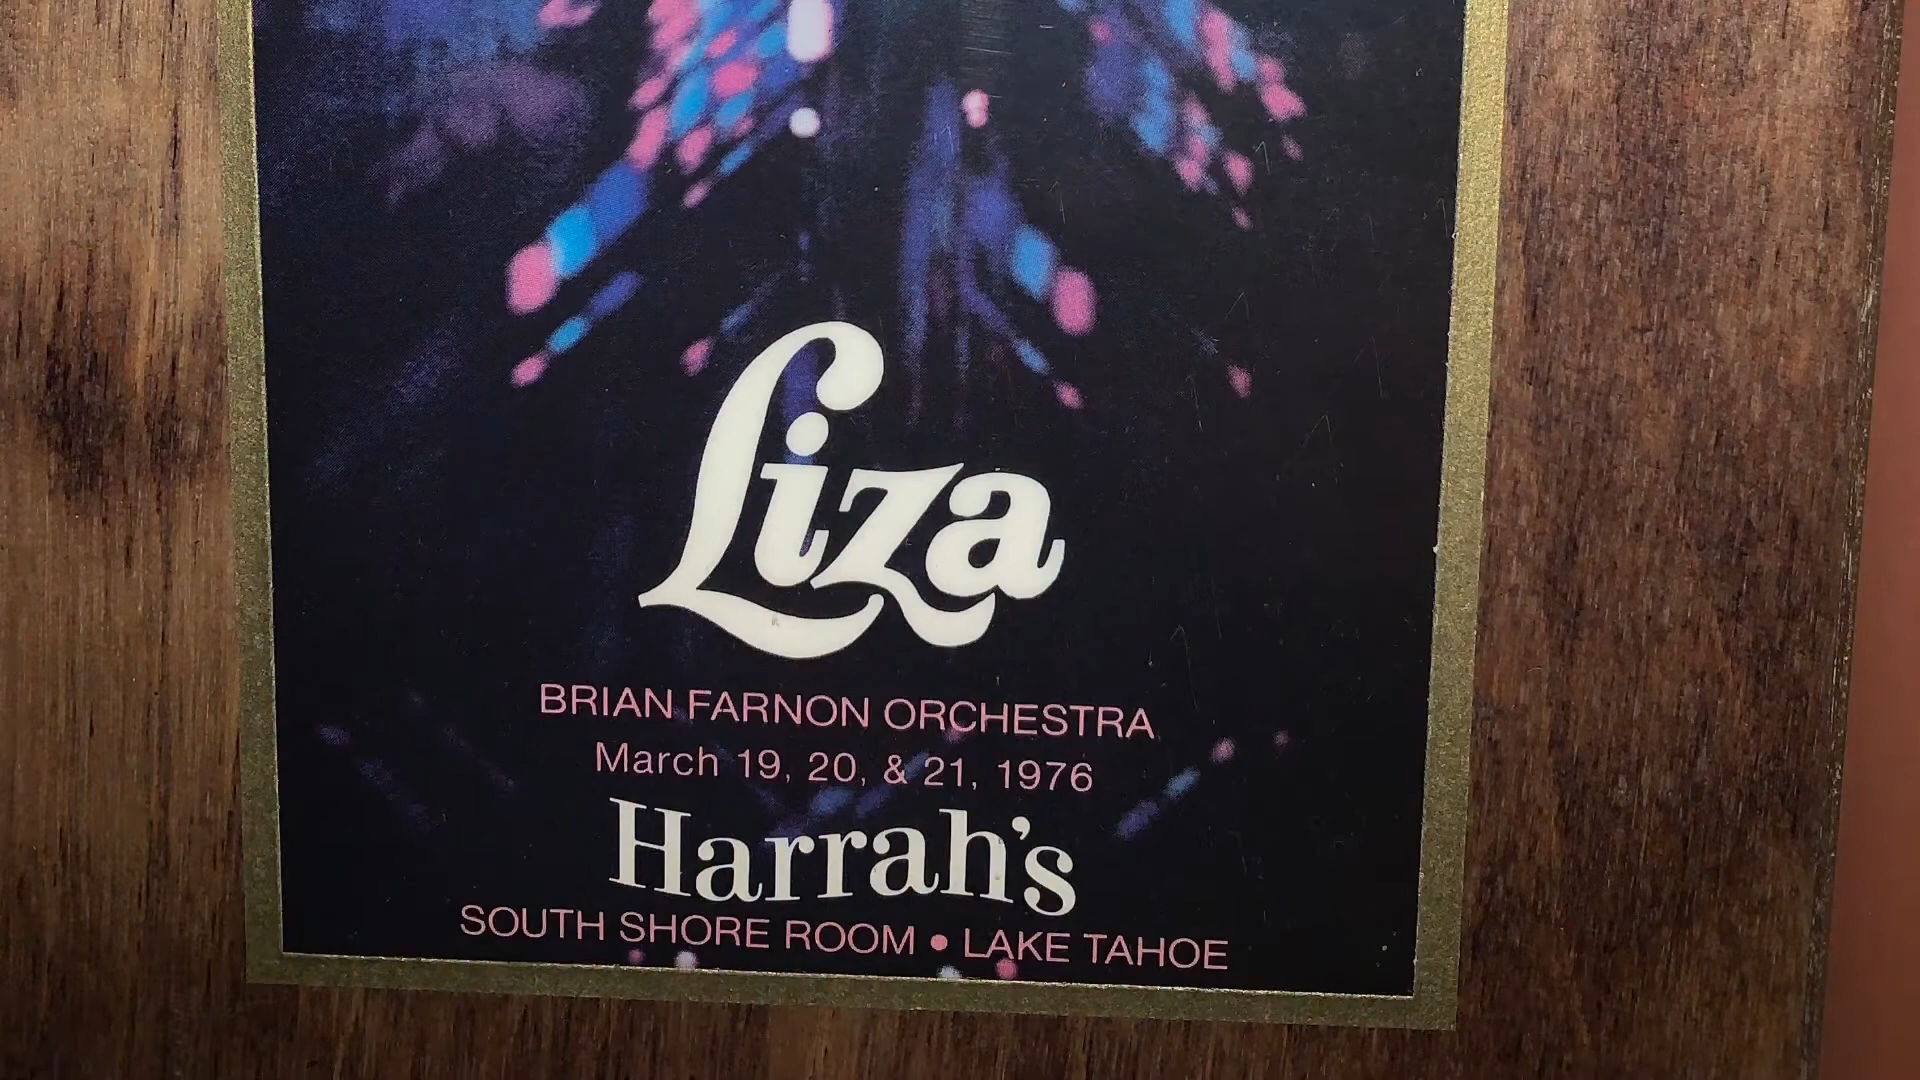 Liza
BRIAN FARNON ORCHESTRA
March 19, 20, & 21, 1976
Harrah's
SOUTH SHORE ROOM • LAKE TAHOE